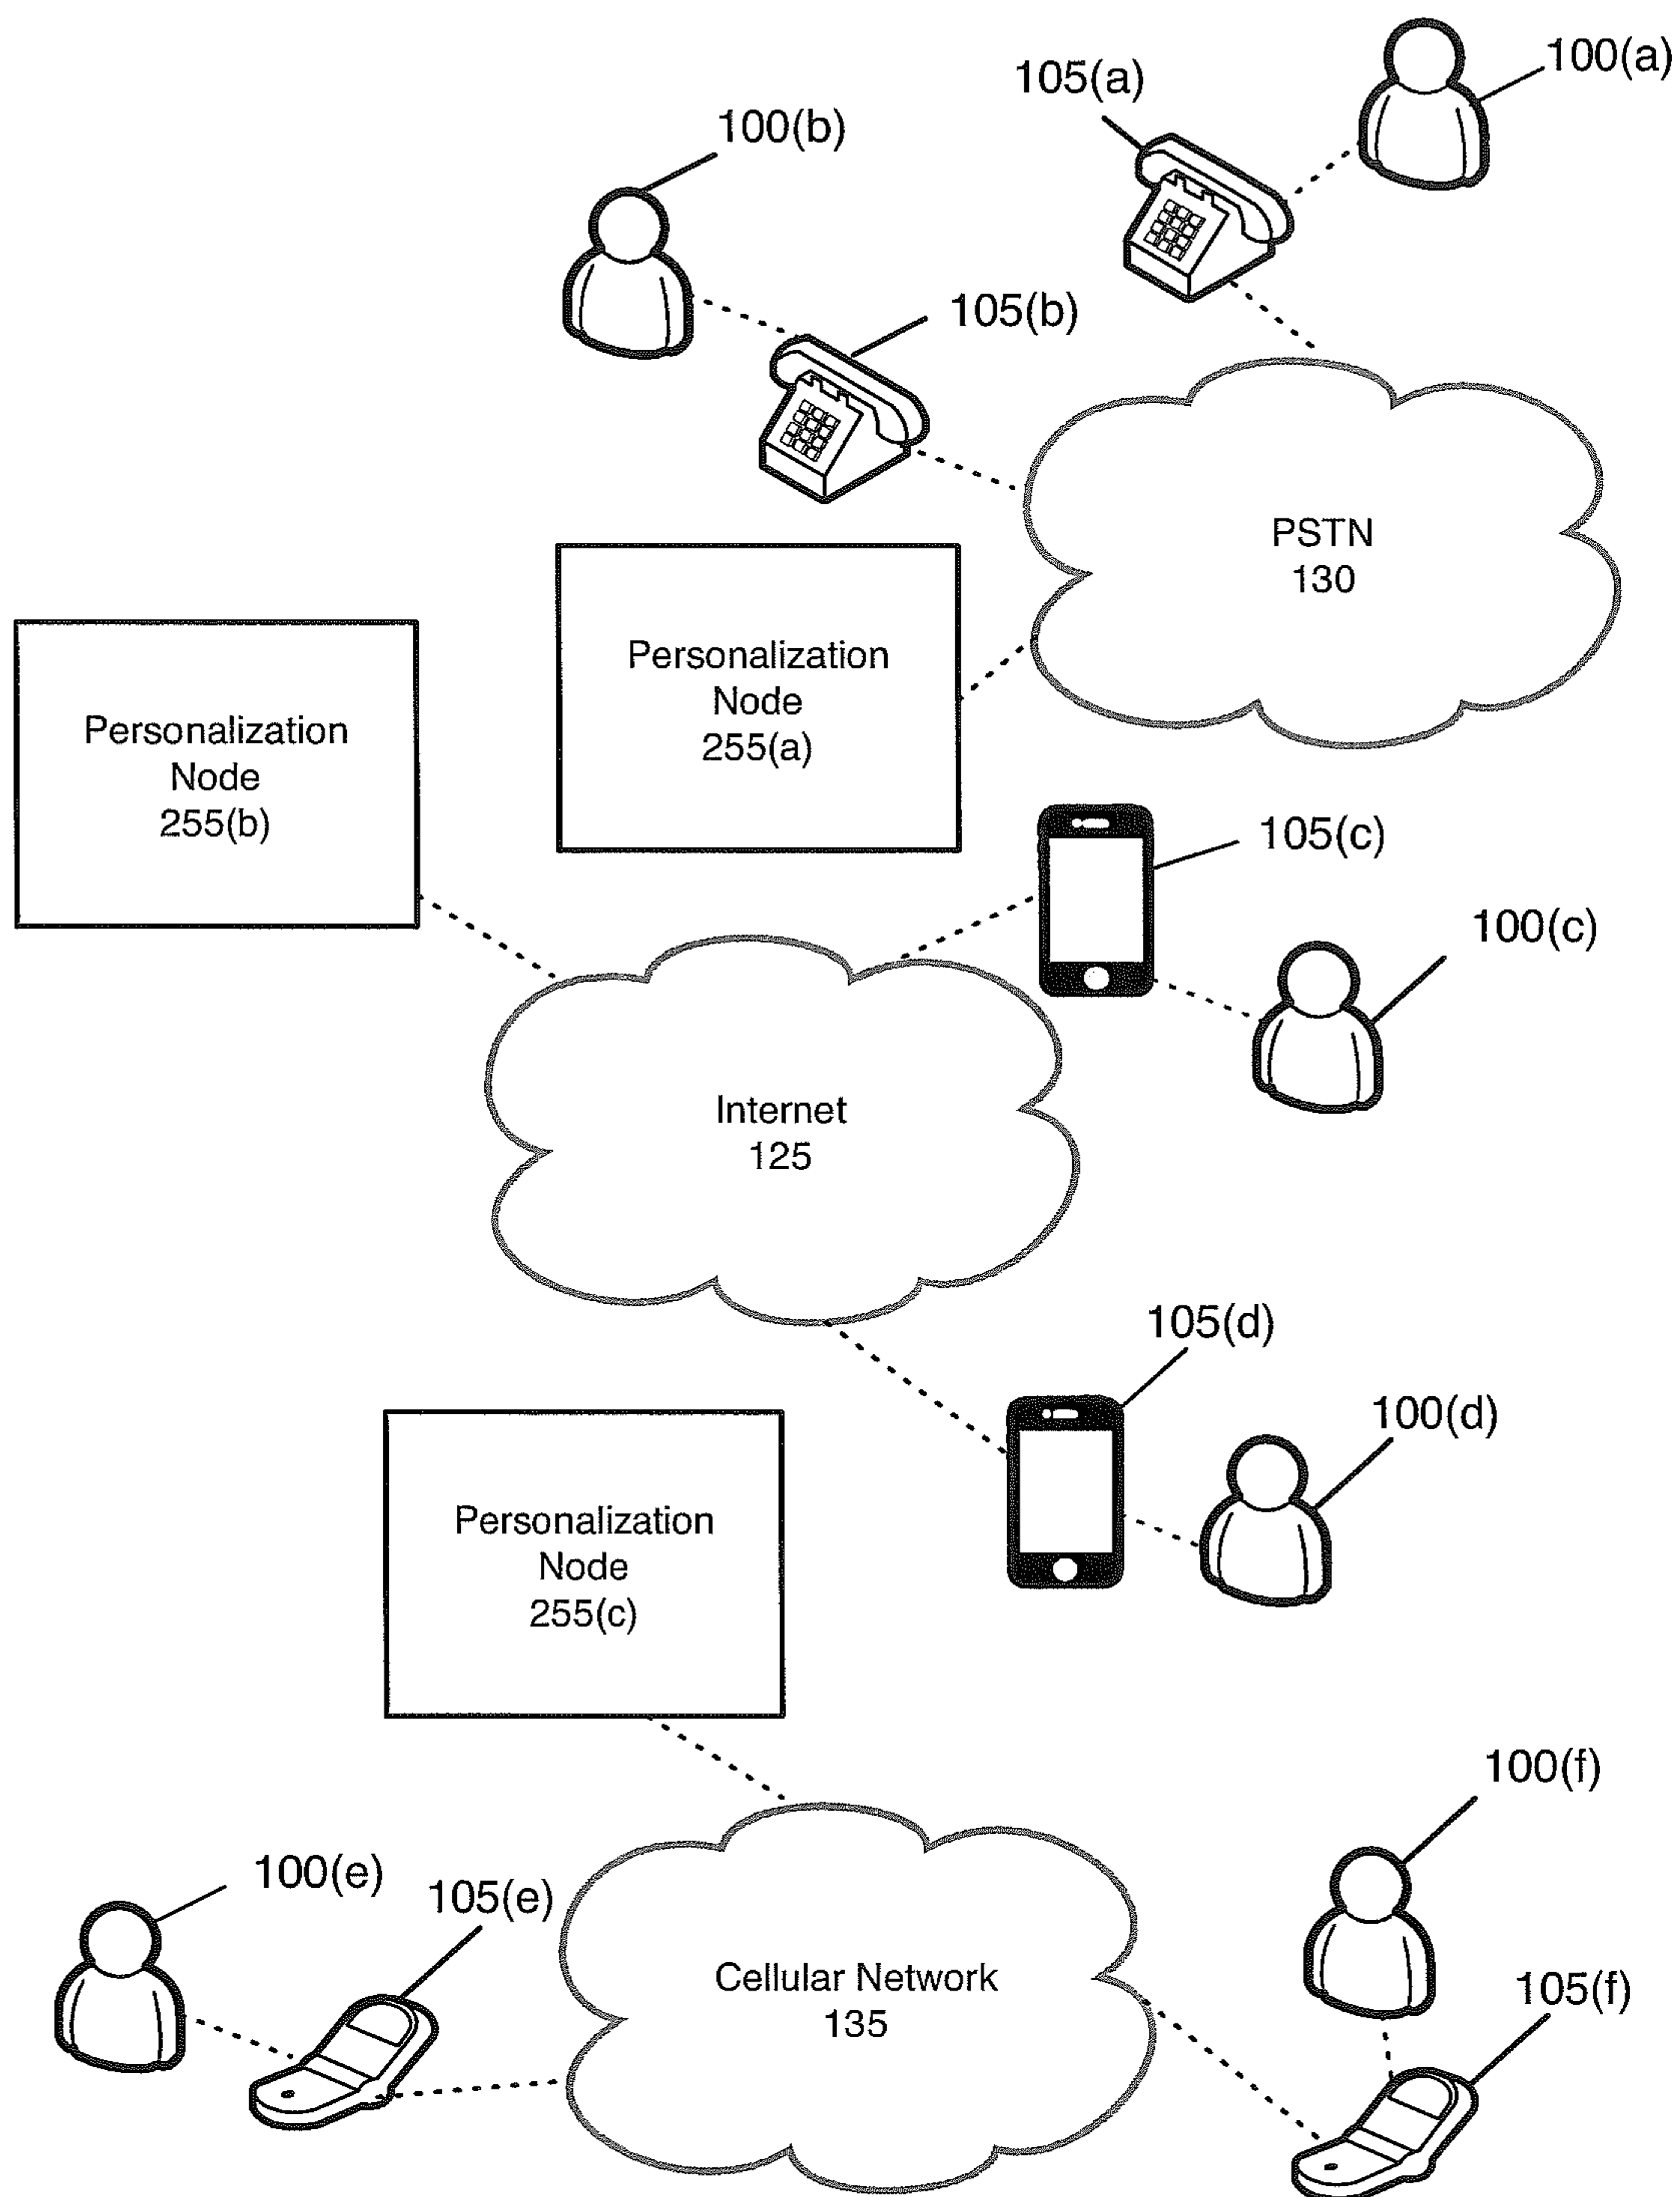 100(a)
105(a)
100(b)
105(b)
PSTN
130
Personalization
Node
255(a)
Personalization
Node
255(b)
105(c)
100(c)
Internet
125
105(d)
100(d)
Personalization
Node
255(c)
100(f)
100(e)
105(e)
Cellular Network
135
105(f)